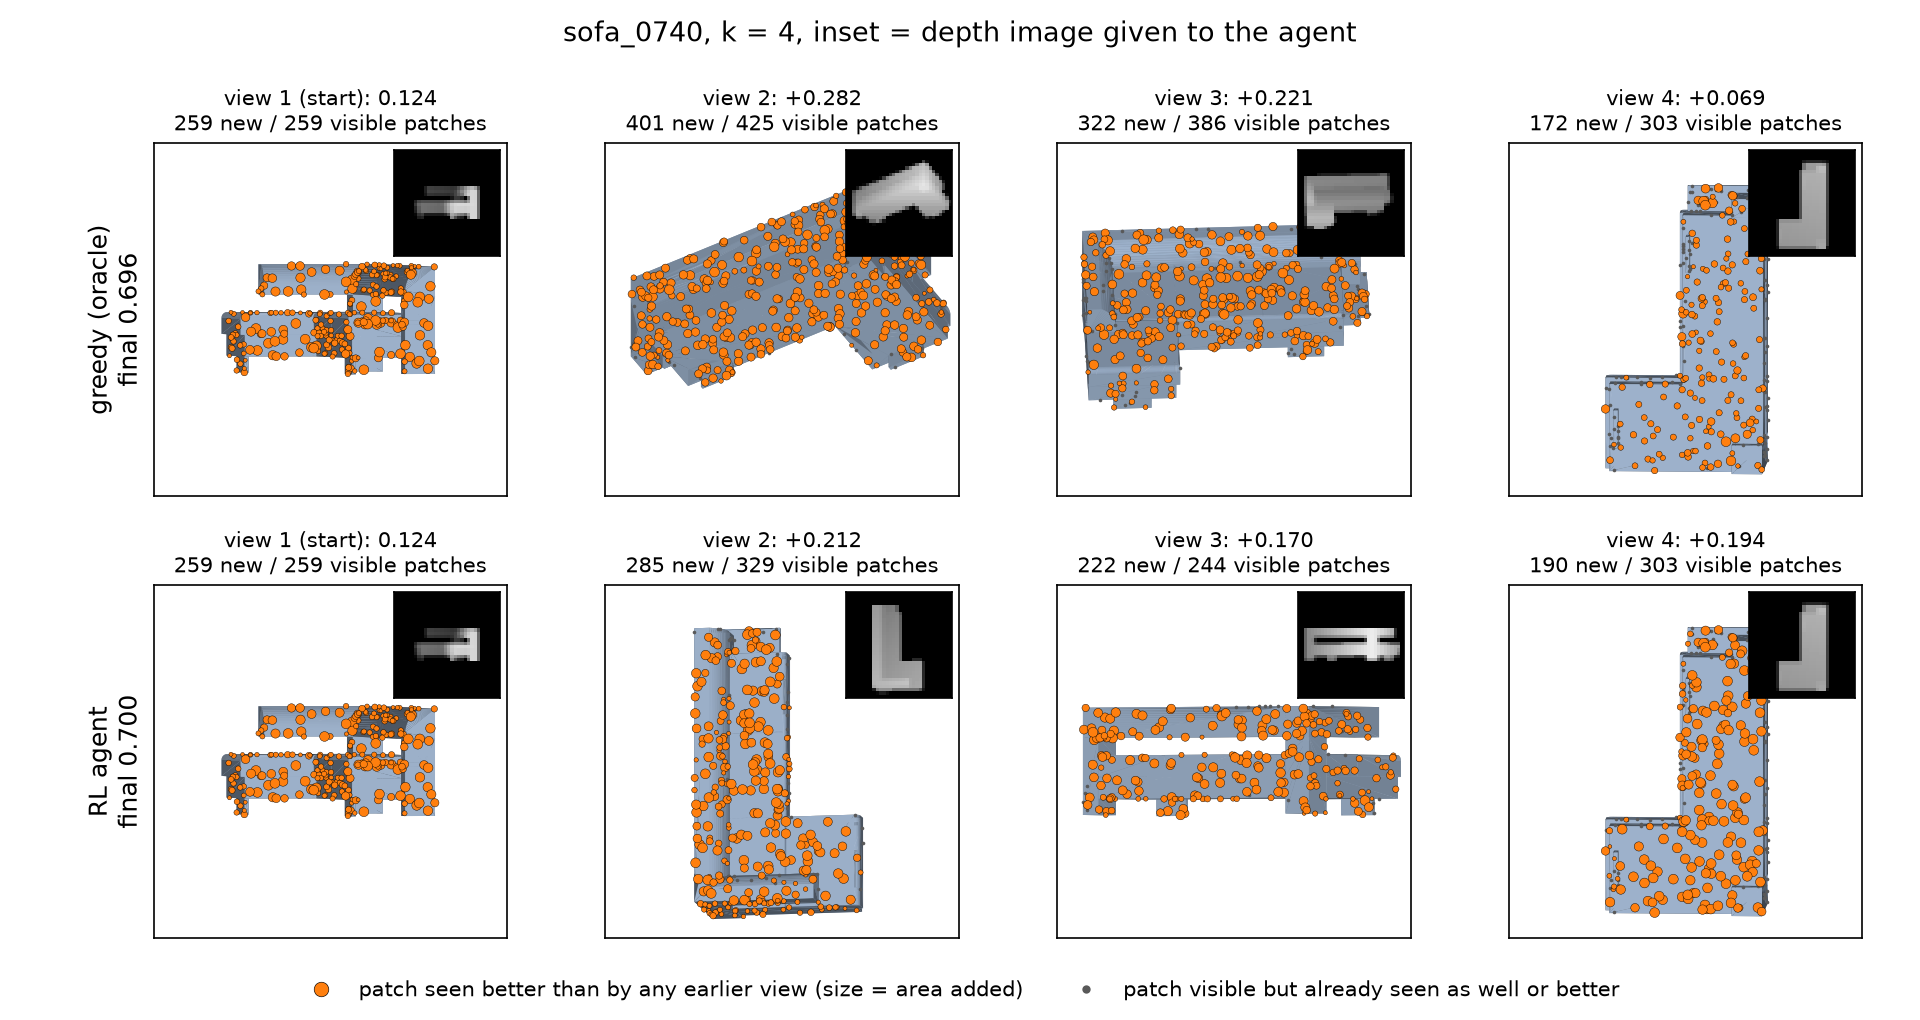 sofa_0740, k = 4, inset = depth image given to the agent
view 1 (start): 0.124
259 new / 259 visible patches
view 2: +0.282
401 new / 425 visible patches
view 3: +0.221
322 new / 386 visible patches
view 4: +0.069
172 new / 303 visible patches
greedy (oracle)
final 0.696
view 1 (start): 0.124
259 new / 259 visible patches
view 2: +0.212
285 new / 329 visible patches
view 3: +0.170
222 new / 244 visible patches
view 4: +0.194
190 new / 303 visible patches
RL agent
final 0.700
patch seen better than by any earlier view (size = area added)
patch visible but already seen as well or better